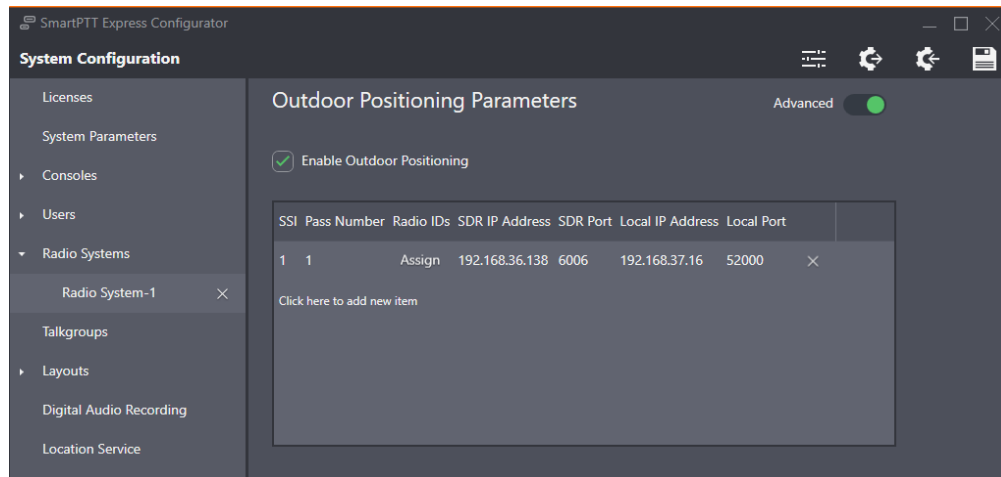 SmartPTT Express Configurator
System Configuration
Licenses
System Parameters
Consoles
Users
Radio Systems
Radio System-1
Talkgroups
Layouts
Digital Audio Recording
Location Service
Outdoor Positioning Parameters
Advanced
Enable Outdoor Positioning
SSI Pass Number Radio IDs SDR IP Address SDR Port Local IP Address Local Port
1 1 Assign 192.168.36.138 6006 192.168.37.16 52000
Click here to add new item